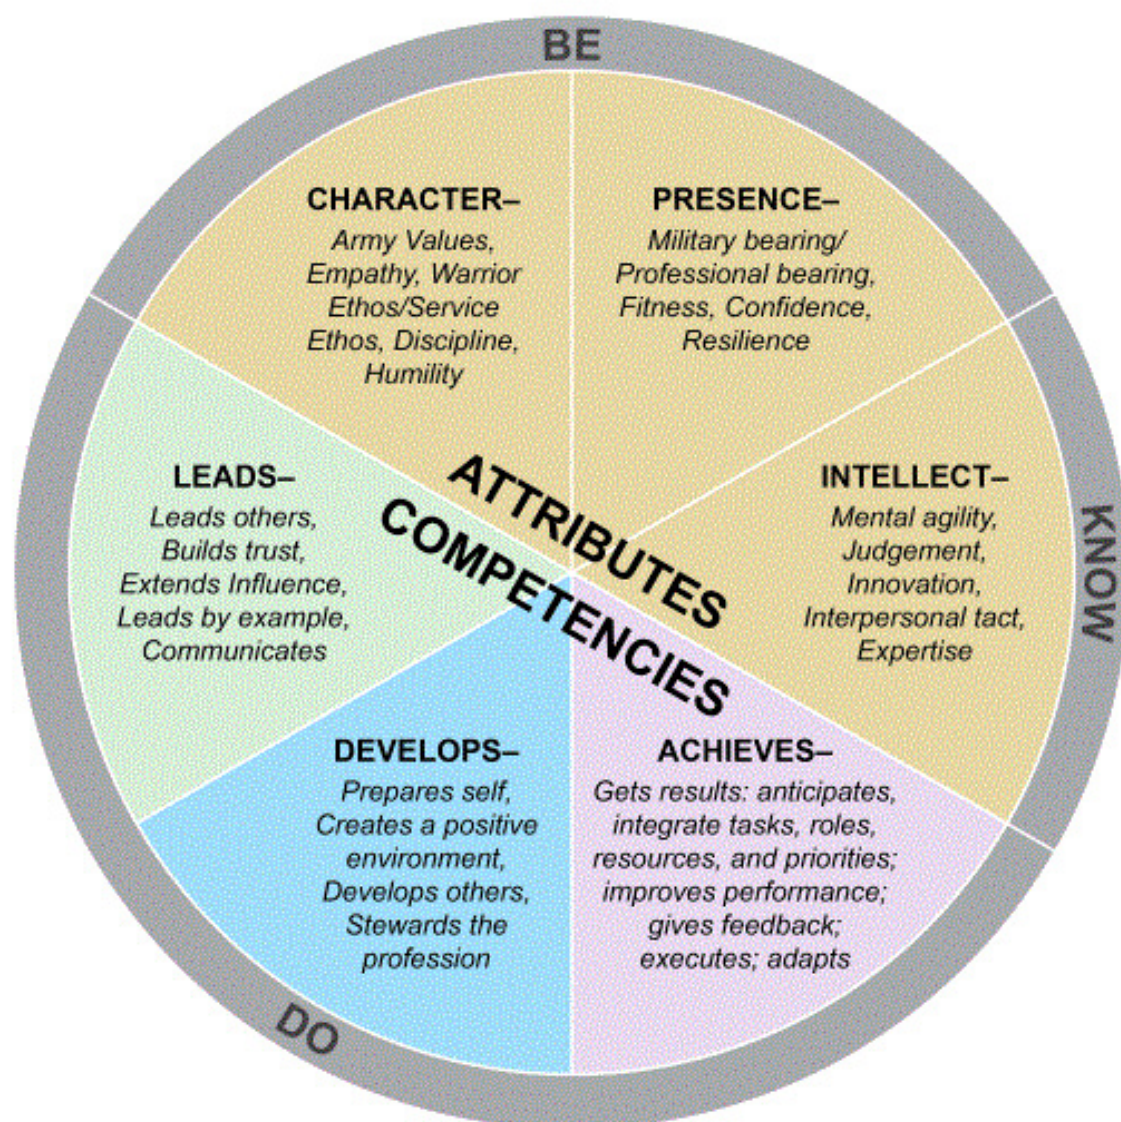 BE
CHARACTER–
Army Values,
Empathy, Warrior
Ethos/Service
Ethos, Discipline,
Humility
PRESENCE–
Military bearing/
Professional bearing,
Fitness, Confidence,
Resilience
INTELLECT–
Mental agility,
Judgement,
Innovation,
Interpersonal tact,
Expertise
KNOW
ATTRIBUTES
COMPETENCIES
LEADS–
Leads others,
Builds trust,
Extends Influence,
Leads by example,
Communicates
DEVELOPS–
Prepares self,
Creates a positive
environment,
Develops others,
Stewards the
profession
ACHIEVES–
Gets results: anticipates,
integrate tasks, roles,
resources, and priorities;
improves performance;
gives feedback;
executes; adapts
DO